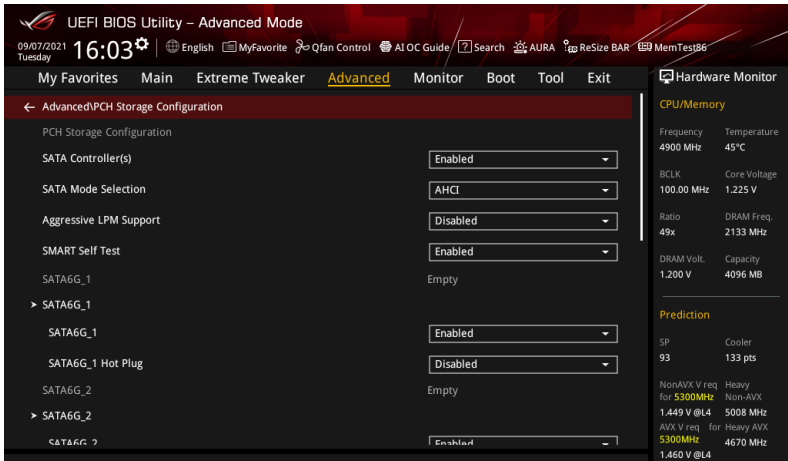 UEFI BIOS Utility – Advanced Mode
09/07/2021 Tuesday 16:03 English MyFavorite Qfan Control AI OC Guide ? Search AURA ReSize BAR MemTest86
My Favorites Main Extreme Tweaker Advanced Monitor Boot Tool Exit
Advanced\PCH Storage Configuration
PCH Storage Configuration
SATA Controller(s) Enabled
SATA Mode Selection AHCI
Aggressive LPM Support Disabled
SMART Self Test Enabled
SATA6G_1 Empty
SATA6G_1
SATA6G_1 Enabled
SATA6G_1 Hot Plug Disabled
SATA6G_2 Empty
SATA6G_2
SATA6G_2 Enabled
Hardware Monitor
CPU/Memory
Frequency Temperature
4900 MHz 45°C
BCLK Core Voltage
100.00 MHz 1.225 V
Ratio DRAM Freq.
49x 2133 MHz
DRAM Volt. Capacity
1.200 V 4096 MB
Prediction
SP Cooler
93 133 pts
NonAVX V req Heavy
for 5300MHz Non-AVX
1.449 V @L4 5008 MHz
AVX V req for Heavy AVX
5300MHz 4670 MHz
1.460 V @L4